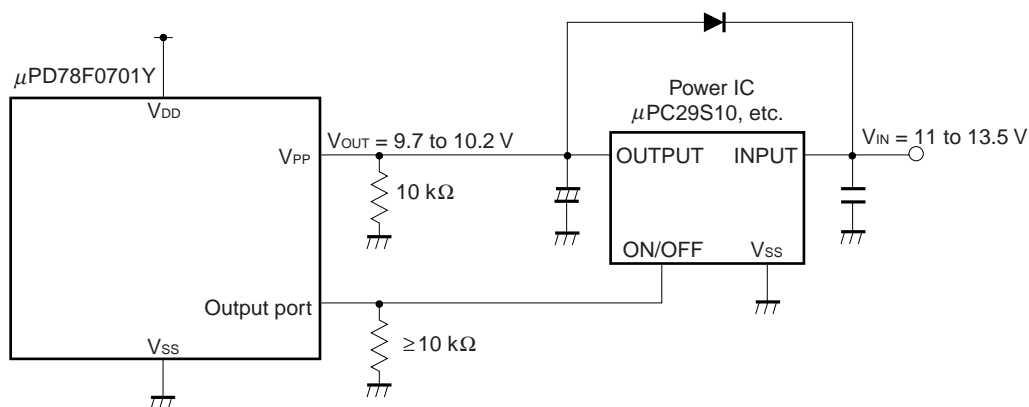 μPD78F0701Y
VDD
Power IC
μPC29S10, etc.
VPP
VOUT = 9.7 to 10.2 V
OUTPUT
INPUT
VIN = 11 to 13.5 V
10 kΩ
ON/OFF
VSS
Output port
≥10 kΩ
VSS